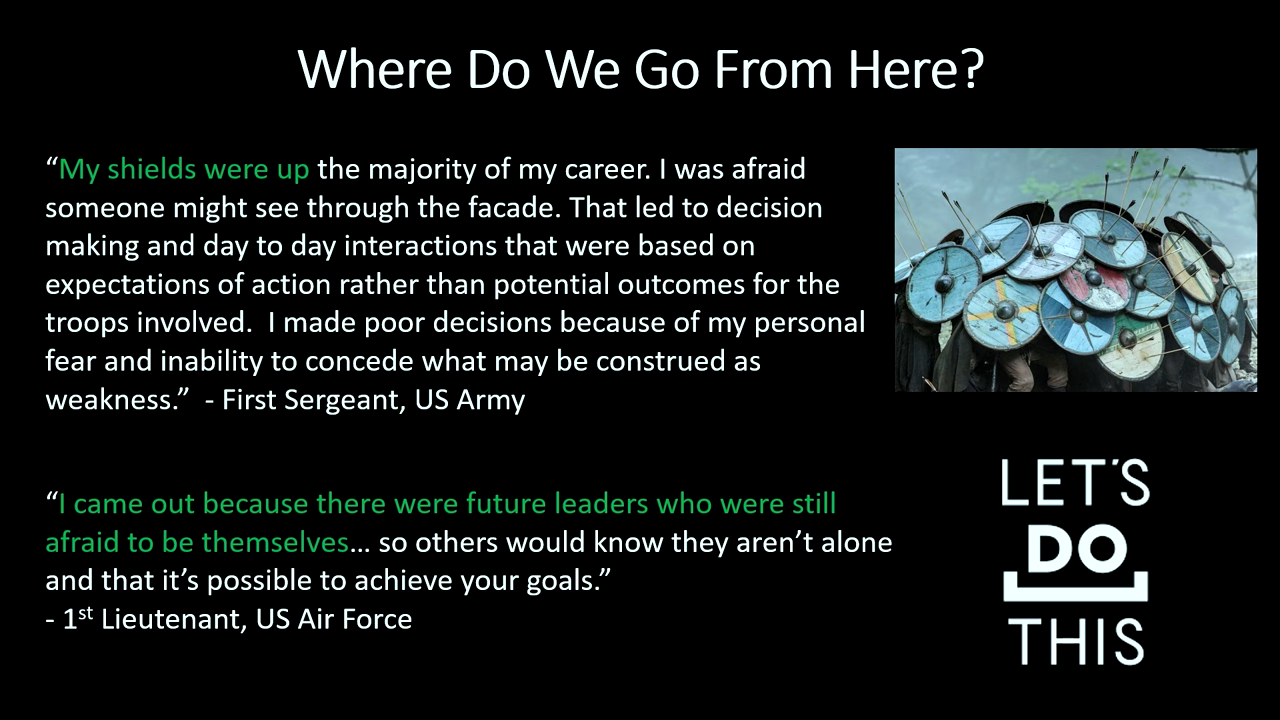 Where Do We Go From Here?
“My shields were up the majority of my career. I was afraid
someone might see through the facade. That led to decision
making and day to day interactions that were based on
expectations of action rather than potential outcomes for the
troops involved.  I made poor decisions because of my personal
fear and inability to concede what may be construed as
weakness.”  - First Sergeant, US Army
“I came out because there were future leaders who were still
afraid to be themselves… so others would know they aren’t alone
and that it’s possible to achieve your goals.”
- 1st Lieutenant, US Air Force
LET'S
DO
THIS